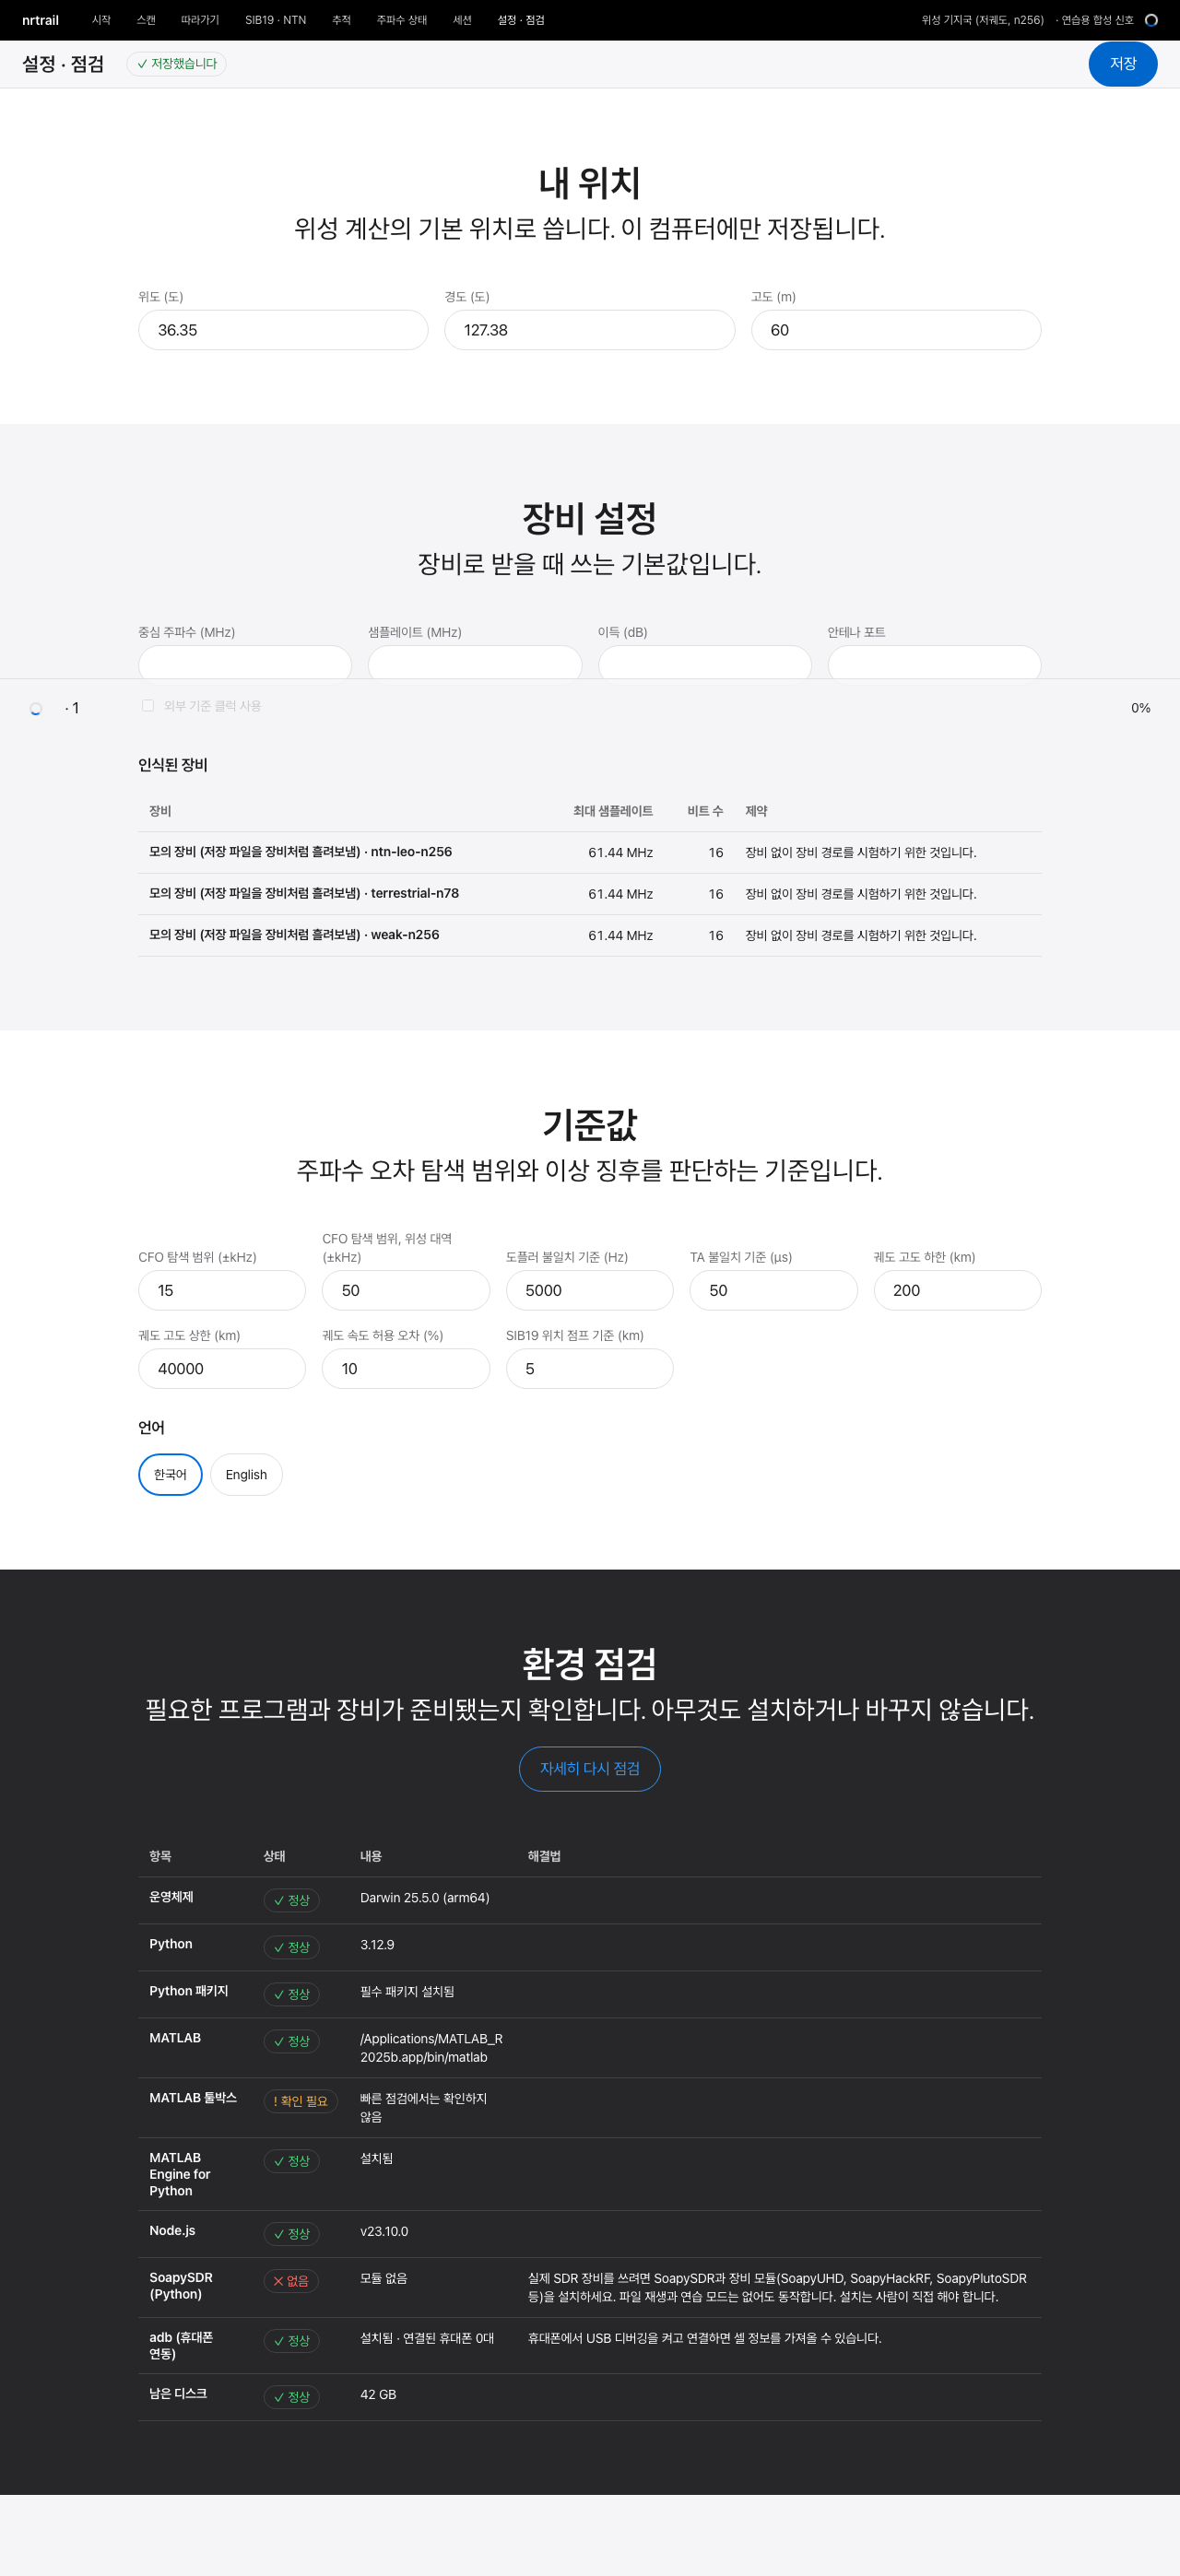 nrtrail 시작 스캔 따라가기 SIB19 · NTN 추적 주파수 상태 세션 설정 · 점검 위성 기지국 (저궤도, n256) · 연습용 합성 신호
설정 · 점검 ✓ 저장했습니다 저장
내 위치
위성 계산의 기본 위치로 씁니다. 이 컴퓨터에만 저장됩니다.
위도 (도) 경도 (도) 고도 (m)
36.35 127.38 60
장비 설정
장비로 받을 때 쓰는 기본값입니다.
중심 주파수 (MHz) 샘플레이트 (MHz) 이득 (dB) 안테나 포트
· 1 외부 기준 클럭 사용 0%
인식된 장비
장비 최대 샘플레이트 비트 수 제약
모의 장비 (저장 파일을 장비처럼 흘려보냄) · ntn-leo-n256 61.44 MHz 16 장비 없이 장비 경로를 시험하기 위한 것입니다.
모의 장비 (저장 파일을 장비처럼 흘려보냄) · terrestrial-n78 61.44 MHz 16 장비 없이 장비 경로를 시험하기 위한 것입니다.
모의 장비 (저장 파일을 장비처럼 흘려보냄) · weak-n256 61.44 MHz 16 장비 없이 장비 경로를 시험하기 위한 것입니다.
기준값
주파수 오차 탐색 범위와 이상 징후를 판단하는 기준입니다.
CFO 탐색 범위 (±kHz) CFO 탐색 범위, 위성 대역 (±kHz) 도플러 불일치 기준 (Hz) TA 불일치 기준 (µs) 궤도 고도 하한 (km)
15 50 5000 50 200
궤도 고도 상한 (km) 궤도 속도 허용 오차 (%) SIB19 위치 점프 기준 (km)
40000 10 5
언어
한국어 English
환경 점검
필요한 프로그램과 장비가 준비됐는지 확인합니다. 아무것도 설치하거나 바꾸지 않습니다.
자세히 다시 점검
항목 상태 내용 해결법
운영체제 ✓ 정상 Darwin 25.5.0 (arm64)
Python ✓ 정상 3.12.9
Python 패키지 ✓ 정상 필수 패키지 설치됨
MATLAB ✓ 정상 /Applications/MATLAB_R
2025b.app/bin/matlab
MATLAB 툴박스 ! 확인 필요 빠른 점검에서는 확인하지
않음
MATLAB ✓ 정상 설치됨
Engine for
Python
Node.js ✓ 정상 v23.10.0
SoapySDR ✕ 없음 모듈 없음 실제 SDR 장비를 쓰려면 SoapySDR과 장비 모듈(SoapyUHD, SoapyHackRF, SoapyPlutoSDR
(Python) 등)을 설치하세요. 파일 재생과 연습 모드는 없어도 동작합니다. 설치는 사람이 직접 해야 합니다.
adb (휴대폰 ✓ 정상 설치됨 · 연결된 휴대폰 0대 휴대폰에서 USB 디버깅을 켜고 연결하면 셀 정보를 가져올 수 있습니다.
연동)
남은 디스크 ✓ 정상 42 GB